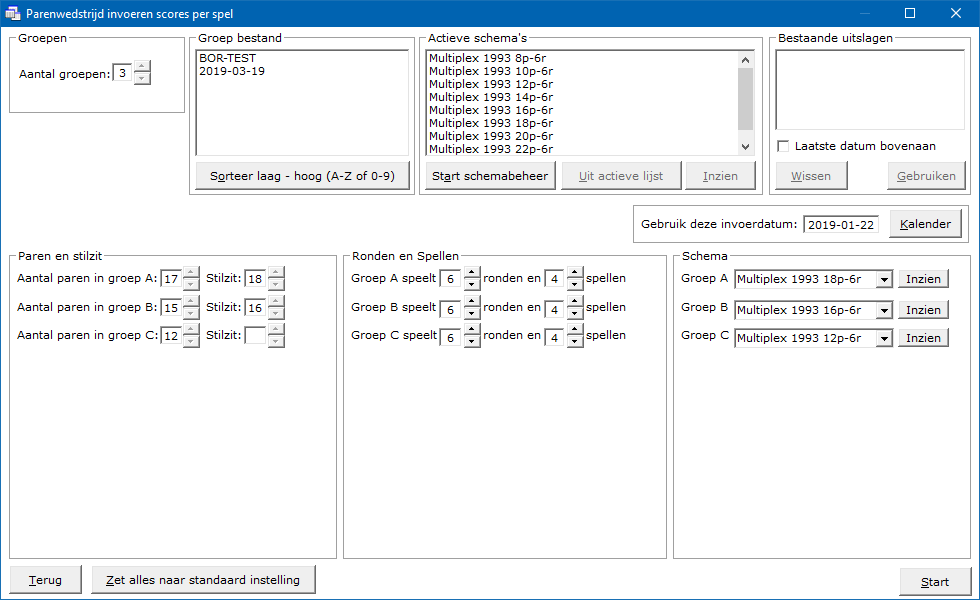 Parenwedstrijd invoeren scores per spel
Groepen
Aantal groepen: 3
Groep bestand
BOR-TEST
2019-03-19
Sorteer laag - hoog (A-Z of 0-9)
Actieve schema's
Multiplex 1993 8p-6r
Multiplex 1993 10p-6r
Multiplex 1993 12p-6r
Multiplex 1993 14p-6r
Multiplex 1993 16p-6r
Multiplex 1993 18p-6r
Multiplex 1993 20p-6r
Multiplex 1993 22p-6r
Start schemabeheer
Uit actieve lijst
Inzien
Bestaande uitslagen
Laatste datum bovenaan
Wissen
Gebruiken
Gebruik deze invoerdatum: 2019-01-22 Kalender
Paren en stilzit
Aantal paren in groep A: 17 Stilzit: 18
Aantal paren in groep B: 15 Stilzit: 16
Aantal paren in groep C: 12 Stilzit:
Ronden en Spellen
Groep A speelt 6 ronden en 4 spellen
Groep B speelt 6 ronden en 4 spellen
Groep C speelt 6 ronden en 4 spellen
Schema
Groep A Multiplex 1993 18p-6r Inzien
Groep B Multiplex 1993 16p-6r Inzien
Groep C Multiplex 1993 12p-6r Inzien
Terug
Zet alles naar standaard instelling
Start